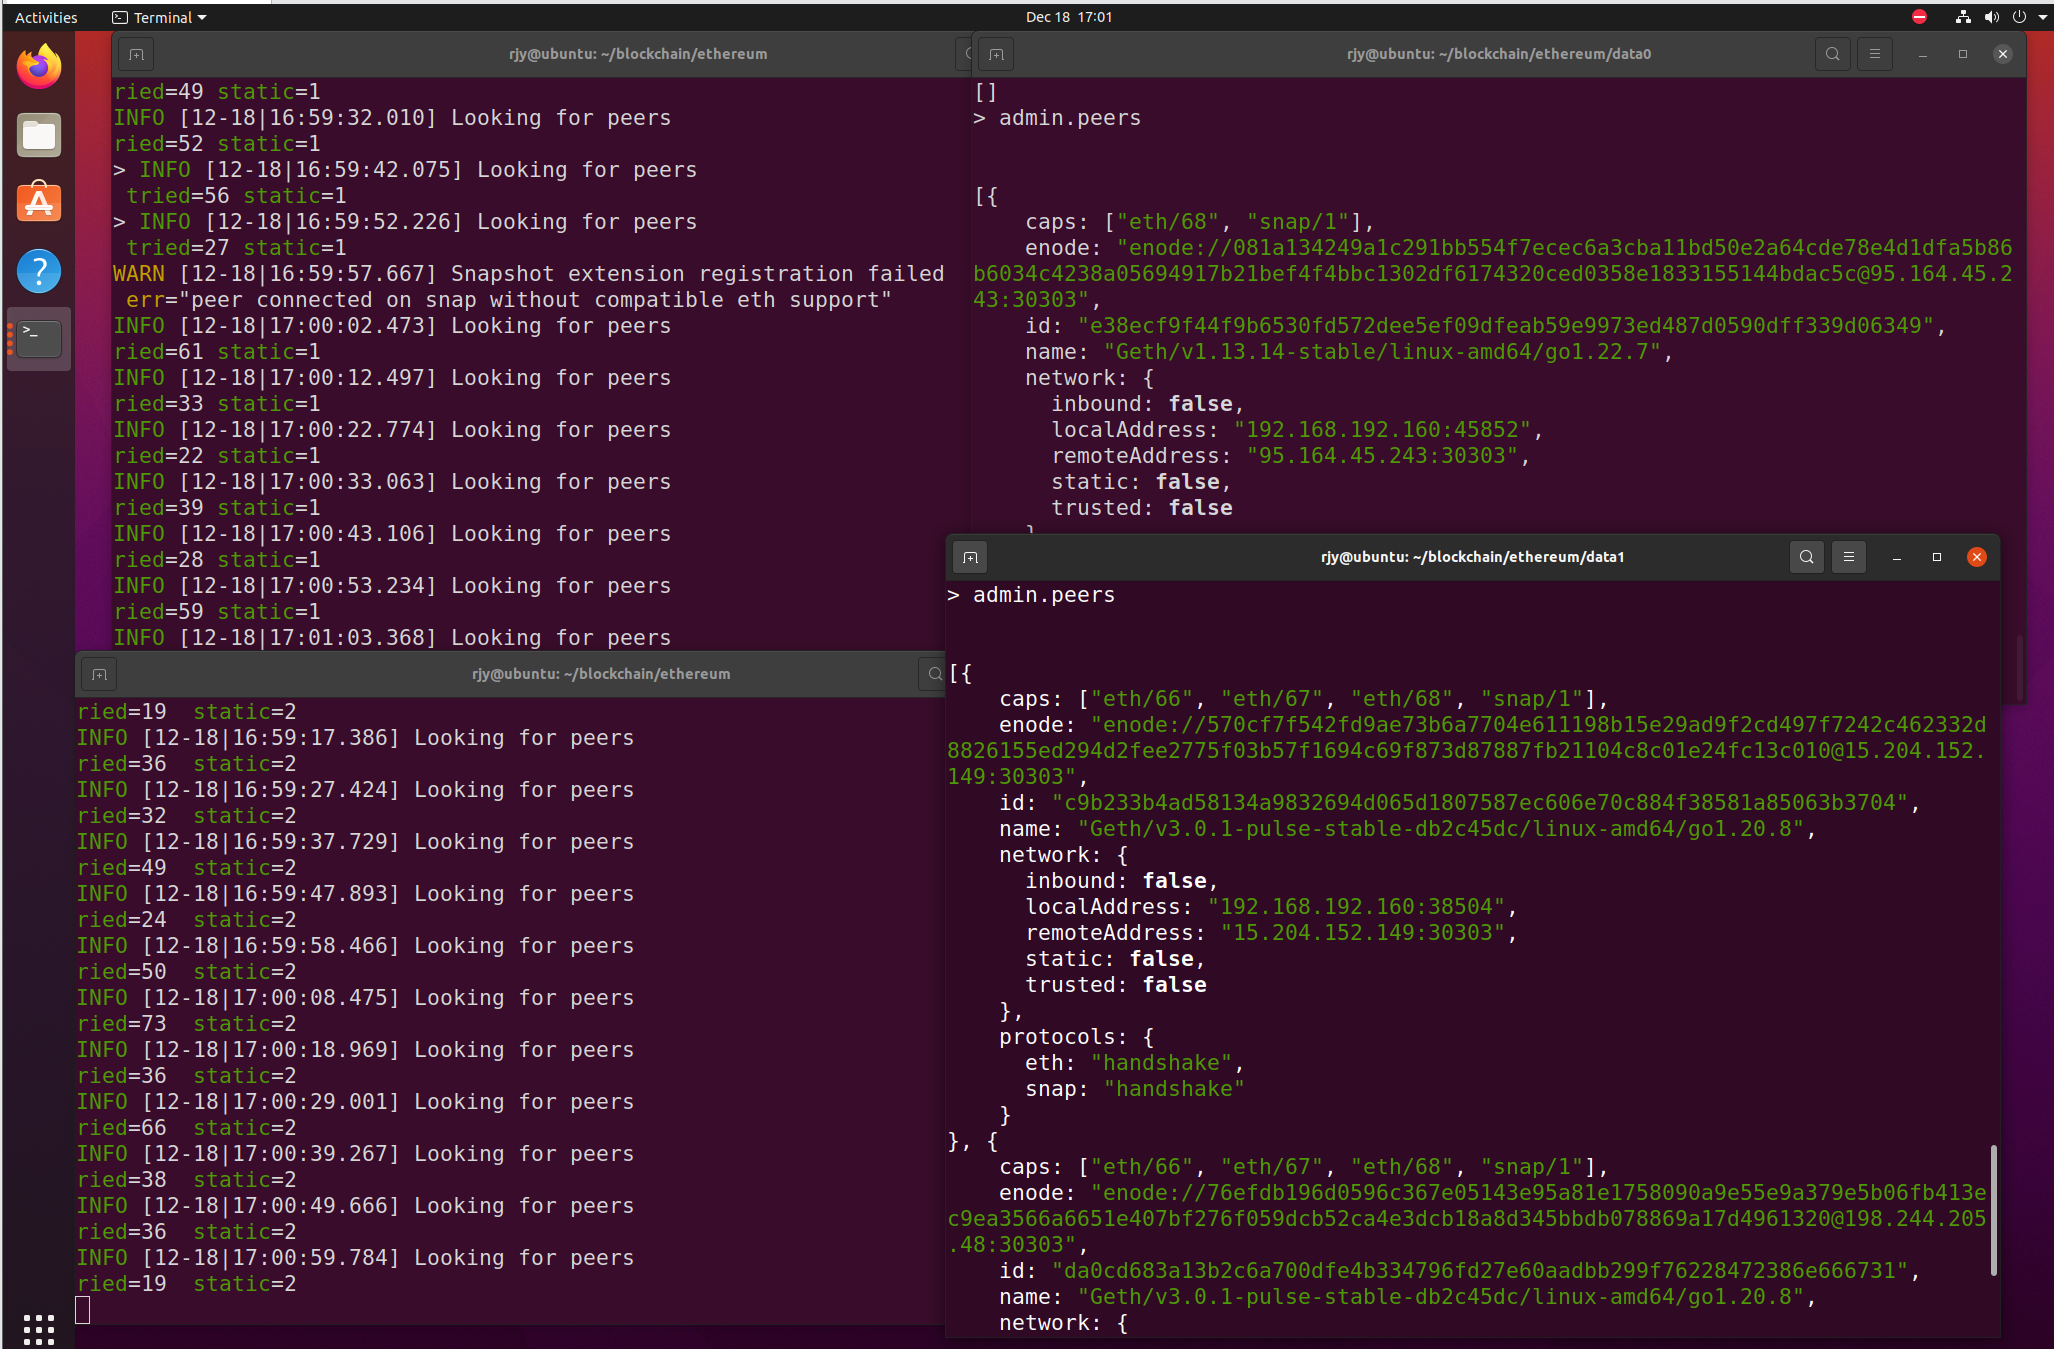 Activities
Terminal
Dec 18 17:01
rjy@ubuntu: ~/blockchain/ethereum
ried=49 static=1
INFO [12-18|16:59:32.010] Looking for peers
ried=52 static=1
> INFO [12-18|16:59:42.075] Looking for peers
tried=56 static=1
> INFO [12-18|16:59:52.226] Looking for peers
tried=27 static=1
WARN [12-18|16:59:57.667] Snapshot extension registration failed
err="peer connected on snap without compatible eth support"
INFO [12-18|17:00:02.473] Looking for peers
ried=61 static=1
INFO [12-18|17:00:12.497] Looking for peers
ried=33 static=1
INFO [12-18|17:00:22.774] Looking for peers
ried=22 static=1
INFO [12-18|17:00:33.063] Looking for peers
ried=39 static=1
INFO [12-18|17:00:43.106] Looking for peers
ried=28 static=1
INFO [12-18|17:00:53.234] Looking for peers
ried=59 static=1
INFO [12-18|17:01:03.368] Looking for peers
rjy@ubuntu: ~/blockchain/ethereum/data0
[]
> admin.peers
[{
caps: ["eth/68", "snap/1"],
enode: "enode://081a134249a1c291bb554f7ecec6a3cba11bd50e2a64cde78e4d1dfa5b86
b6034c4238a05694917b21bef4f4bbc1302df6174320ced0358e1833155144bdac5c@95.164.45.2
43:30303",
id: "e38ecf9f44f9b6530fd572dee5ef09dfeab59e9973ed487d0590dff339d06349",
name: "Geth/v1.13.14-stable/linux-amd64/go1.22.7",
network: {
inbound: false,
localAddress: "192.168.192.160:45852",
remoteAddress: "95.164.45.243:30303",
static: false,
trusted: false
rjy@ubuntu: ~/blockchain/ethereum
ried=19 static=2
INFO [12-18|16:59:17.386] Looking for peers
ried=36 static=2
INFO [12-18|16:59:27.424] Looking for peers
ried=32 static=2
INFO [12-18|16:59:37.729] Looking for peers
ried=49 static=2
INFO [12-18|16:59:47.893] Looking for peers
ried=24 static=2
INFO [12-18|16:59:58.466] Looking for peers
ried=50 static=2
INFO [12-18|17:00:08.475] Looking for peers
ried=73 static=2
INFO [12-18|17:00:18.969] Looking for peers
ried=36 static=2
INFO [12-18|17:00:29.001] Looking for peers
ried=66 static=2
INFO [12-18|17:00:39.267] Looking for peers
ried=38 static=2
INFO [12-18|17:00:49.666] Looking for peers
ried=36 static=2
INFO [12-18|17:00:59.784] Looking for peers
ried=19 static=2
rjy@ubuntu: ~/blockchain/ethereum/data1
> admin.peers
[{
caps: ["eth/66", "eth/67", "eth/68", "snap/1"],
enode: "enode://570cf7f542fd9ae73b6a7704e611198b15e29ad9f2cd497f7242c462332d
8826155ed294d2fee2775f03b57f1694c69f873d87887fb21104c8c01e24fc13c010@15.204.152.
149:30303",
id: "c9b233b4ad58134a9832694d065d1807587ec606e70c884f38581a85063b3704",
name: "Geth/v3.0.1-pulse-stable-db2c45dc/linux-amd64/go1.20.8",
network: {
inbound: false,
localAddress: "192.168.192.160:38504",
remoteAddress: "15.204.152.149:30303",
static: false,
trusted: false
},
protocols: {
eth: "handshake",
snap: "handshake"
}
}, {
caps: ["eth/66", "eth/67", "eth/68", "snap/1"],
enode: "enode://76efdb196d0596c367e05143e95a81e1758090a9e55e9a379e5b06fb413e
c9ea3566a6651e407bf276f059dcb52ca4e3dcb18a8d345bbdb078869a17d4961320@198.244.205
.48:30303",
id: "da0cd683a13b2c6a700dfe4b334796fd27e60aadbb299f76228472386e666731",
name: "Geth/v3.0.1-pulse-stable-db2c45dc/linux-amd64/go1.20.8",
network: {